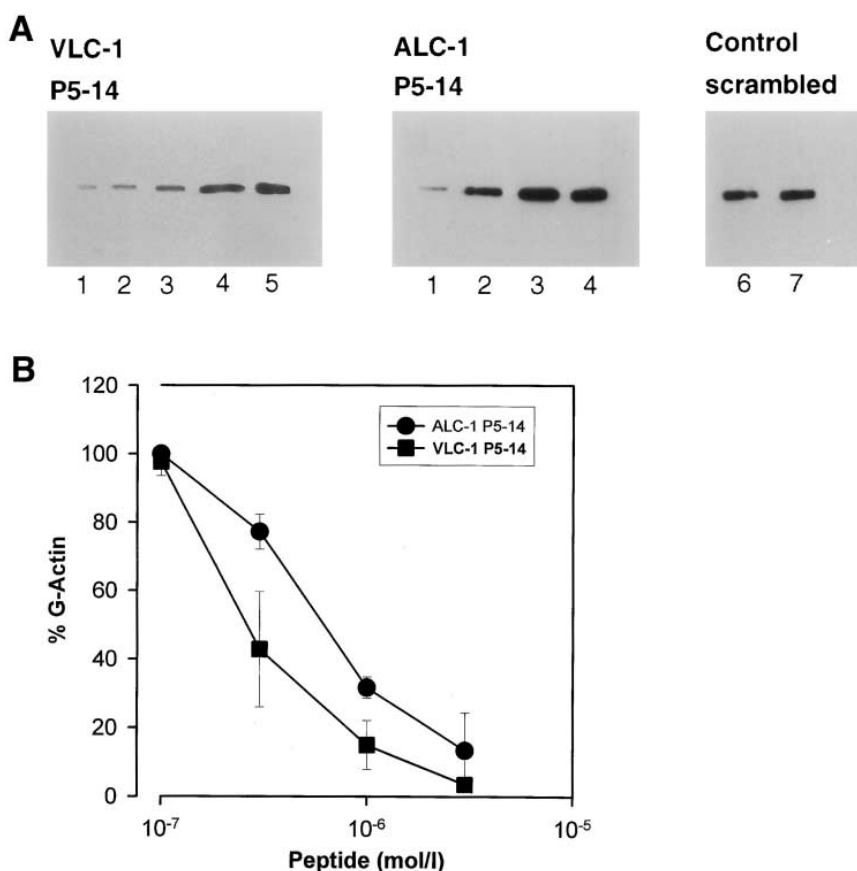 A
VLC-1
P5-14
ALC-1
P5-14
Control
scrambled
1 2 3 4 5
1 2 3 4
6 7
B
120
100
80
60
40
20
0
% G-Actin
ALC-1 P5-14
VLC-1 P5-14
10-7 10-6 10-5
Peptide (mol/l)